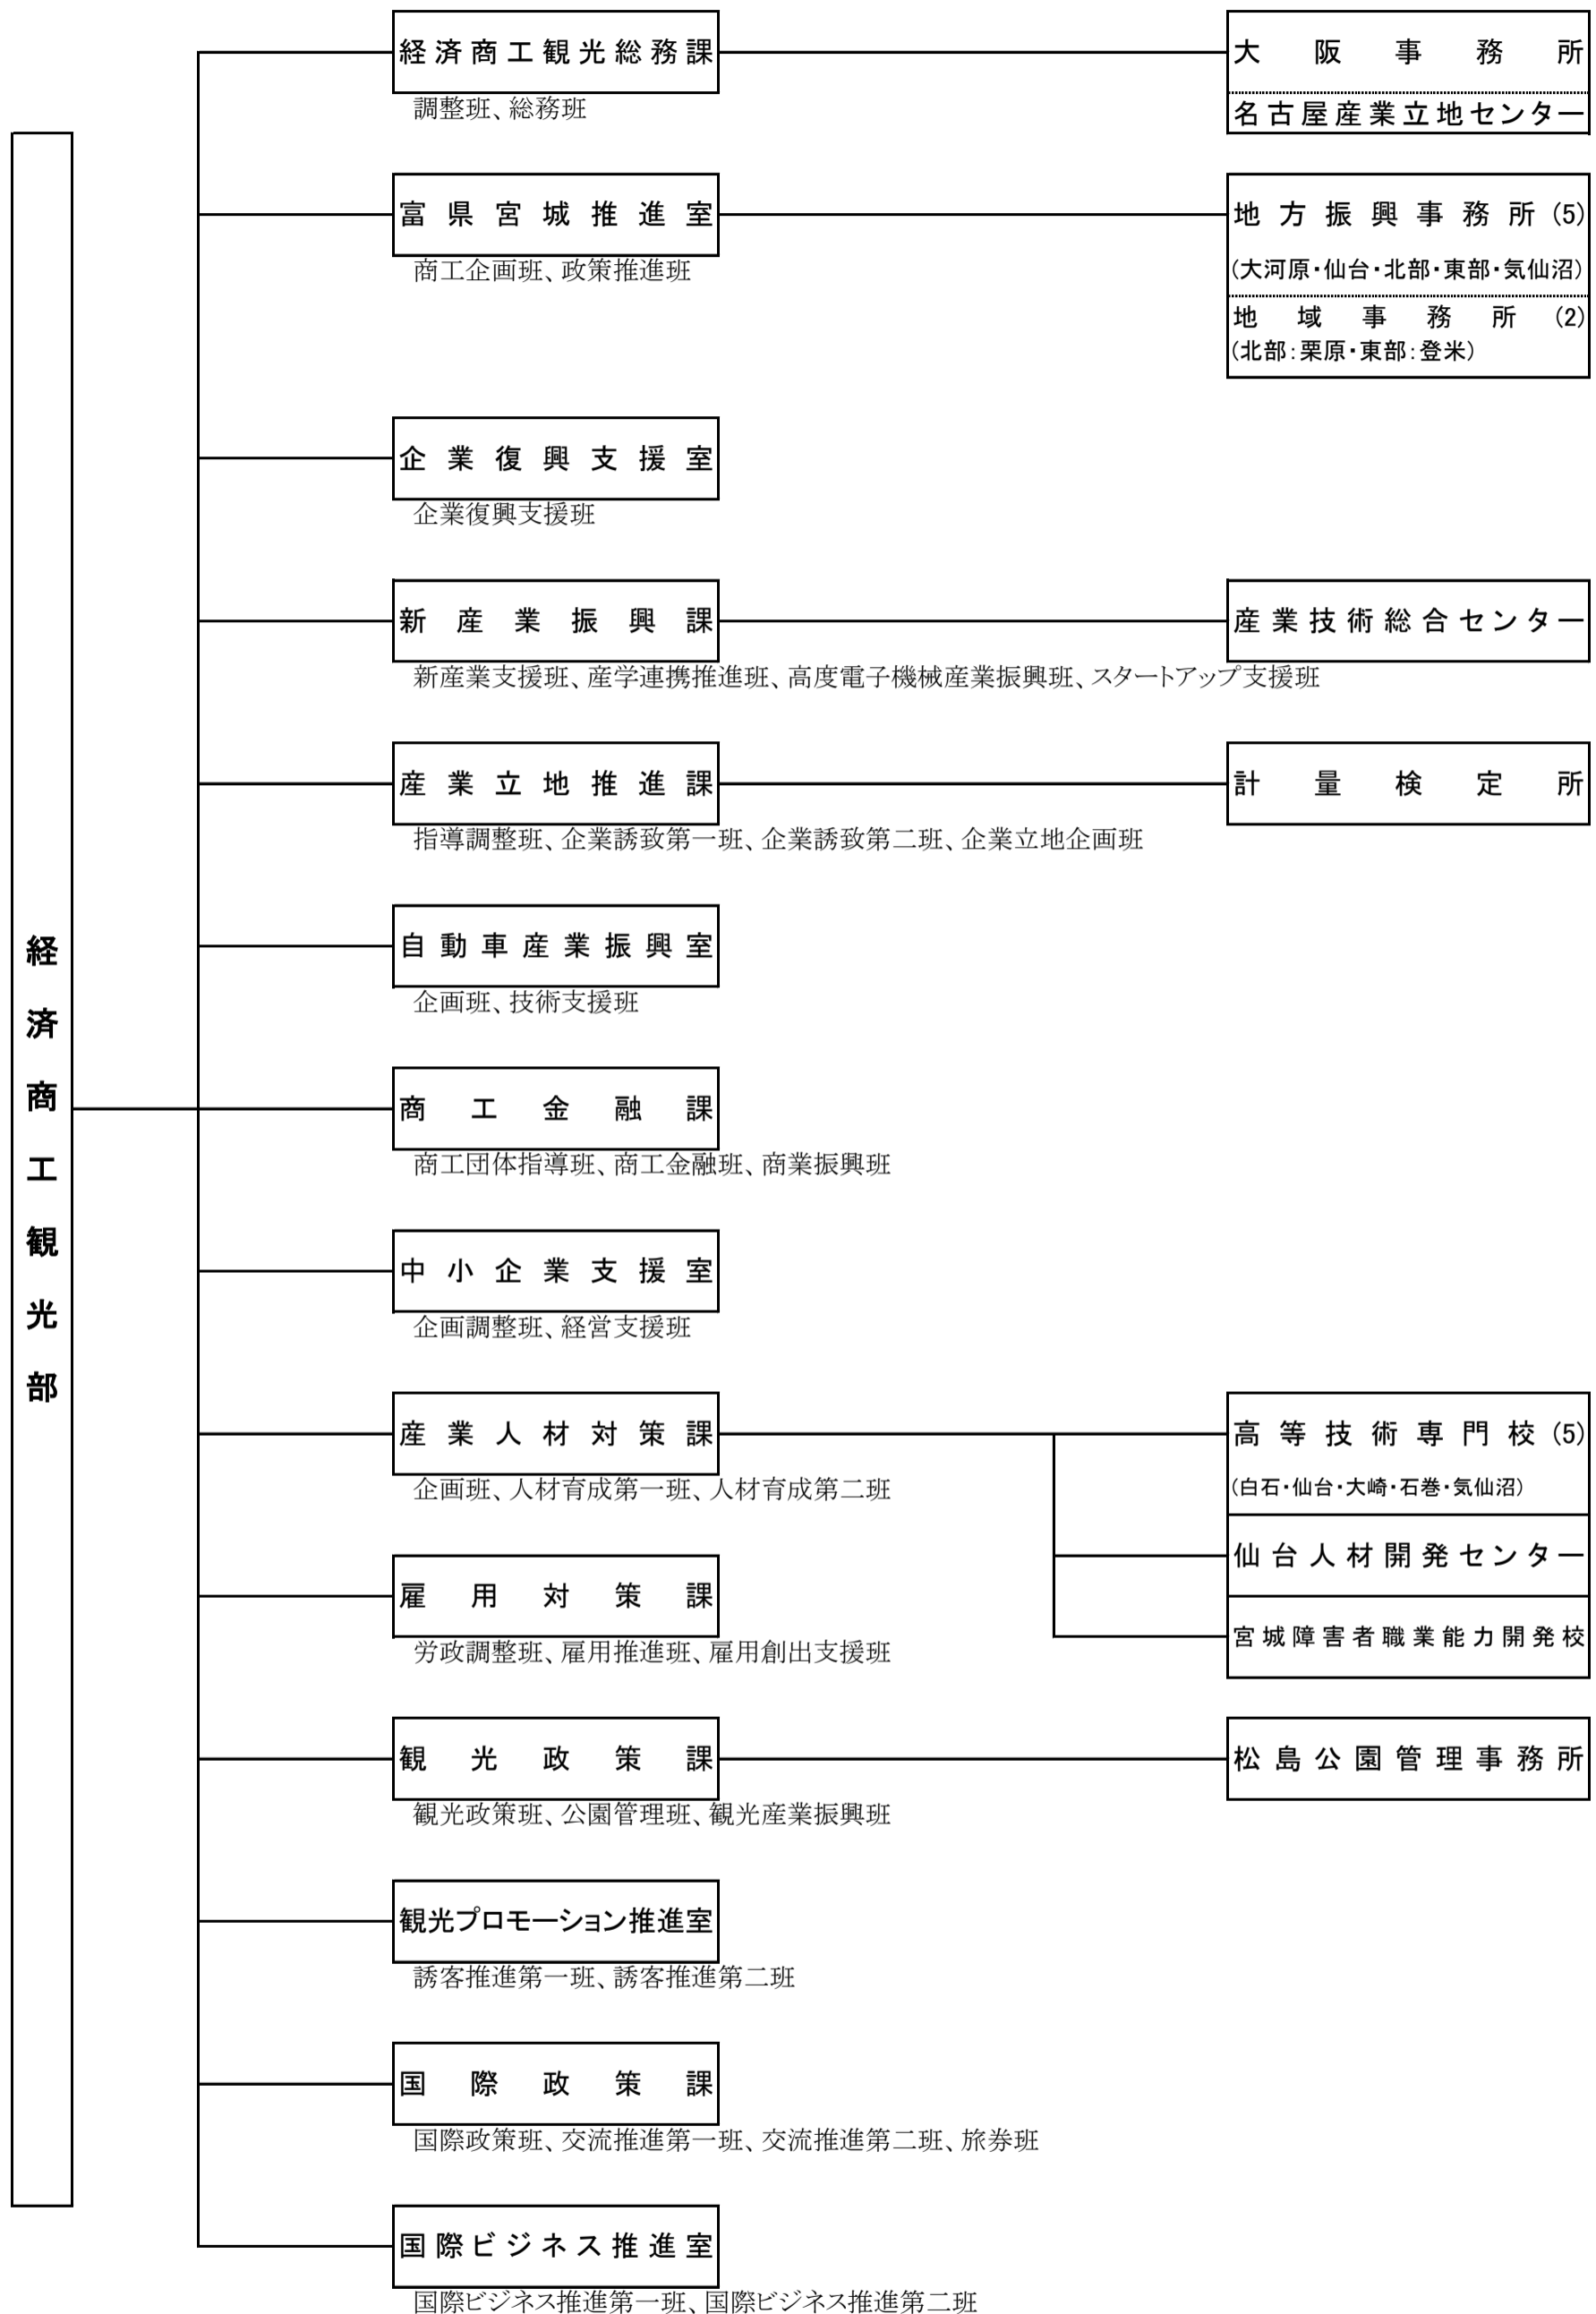 経済商工観光部
経済商工観光総務課
調整班、総務班
大阪事務所
名古屋産業立地センター
富県宮城推進室
商工企画班、政策推進班
地方振興事務所(5)
(大河原・仙台・北部・東部・気仙沼)
地域事務所(2)
(北部:栗原・東部:登米)
企業復興支援室
企業復興支援班
新産業振興課
新産業支援班、産学連携推進班、高度電子機械産業振興班、スタートアップ支援班
産業技術総合センター
産業立地推進課
指導調整班、企業誘致第一班、企業誘致第二班、企業立地企画班
計量検定所
自動車産業振興室
企画班、技術支援班
商工金融課
商工団体指導班、商工金融班、商業振興班
中小企業支援室
企画調整班、経営支援班
産業人材対策課
企画班、人材育成第一班、人材育成第二班
高等技術専門校(5)
(白石・仙台・大崎・石巻・気仙沼)
仙台人材開発センター
宮城障害者職業能力開発校
雇用対策課
労政調整班、雇用推進班、雇用創出支援班
観光政策課
観光政策班、公園管理班、観光産業振興班
松島公園管理事務所
観光プロモーション推進室
誘客推進第一班、誘客推進第二班
国際政策課
国際政策班、交流推進第一班、交流推進第二班、旅券班
国際ビジネス推進室
国際ビジネス推進第一班、国際ビジネス推進第二班